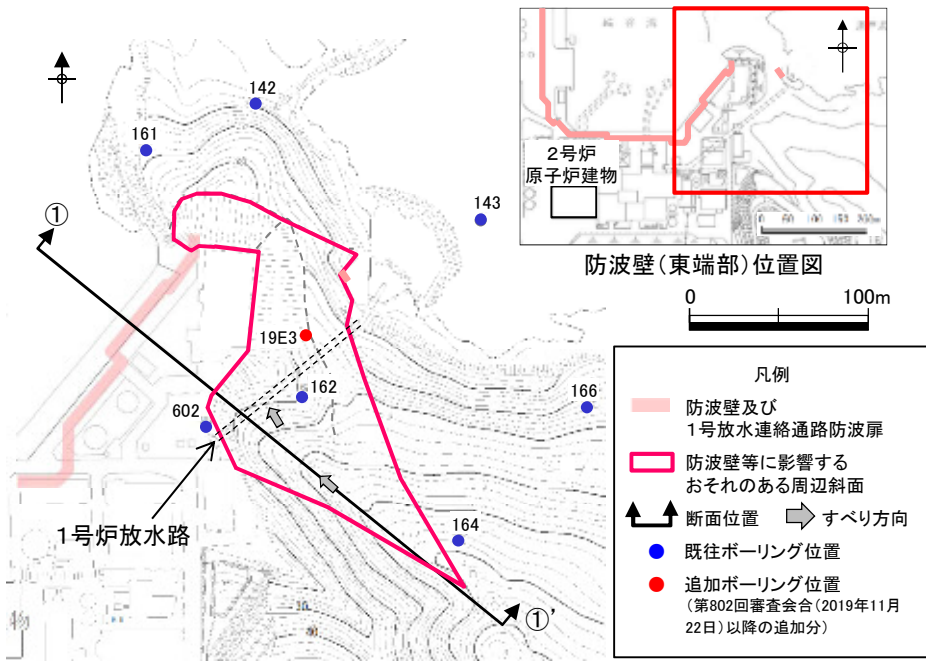 142
161
143
①
19E3
162
166
602
1号炉放水路
164
①'
2号炉
原子炉建物
0 50 100 150 200m
防波壁(東端部)位置図
0 100m
凡例
防波壁及び
1号放水連絡通路防波扉
防波壁等に影響する
おそれのある周辺斜面
断面位置 すべり方向
既往ボーリング位置
追加ボーリング位置
(第802回審査会合(2019年11月
22日)以降の追加分)